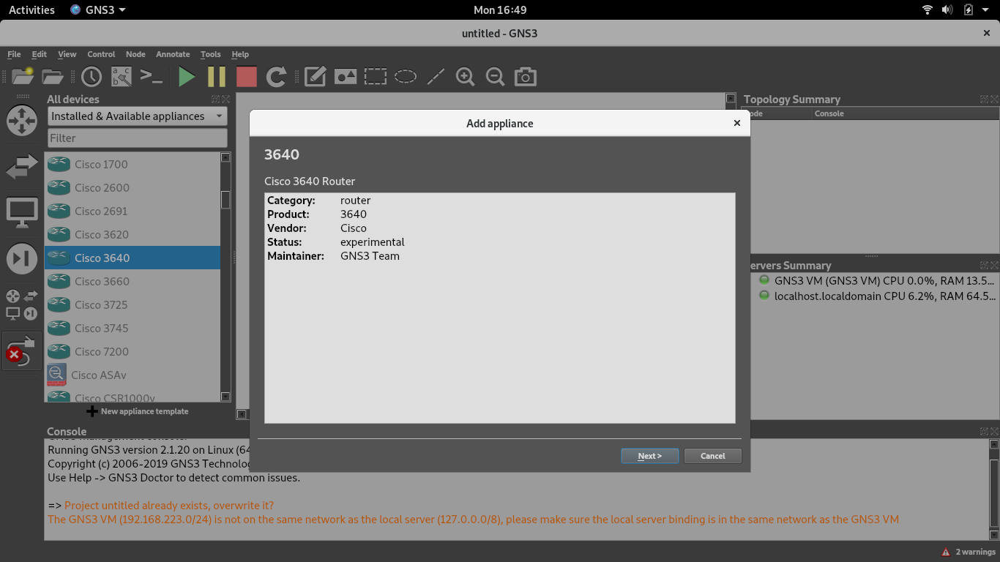 Activities GNS3 Mon 16:49
untitled - GNS3
File Edit View Control Node Annotate Tools Help
All devices
Installed & Available appliances
Filter
Cisco 1700
Cisco 2600
Cisco 2691
Cisco 3620
Cisco 3640
Cisco 3660
Cisco 3725
Cisco 3745
Cisco 7200
Cisco ASAv
Cisco CSR1000v
New appliance template
Add appliance
3640
Cisco 3640 Router
Category: router
Product: 3640
Vendor: Cisco
Status: experimental
Maintainer: GNS3 Team
Next >
Cancel
Topology Summary
ode Console
ervers Summary
GNS3 VM (GNS3 VM) CPU 0.0%, RAM 13.5...
localhost.localdomain CPU 6.2%, RAM 64.5...
Console
GNS3 management console.
Running GNS3 version 2.1.20 on Linux (64
Copyright (c) 2006-2019 GNS3 Technolog
Use Help -> GNS3 Doctor to detect common issues.
=> Project untitled already exists, overwrite it?
The GNS3 VM (192.168.223.0/24) is not on the same network as the local server (127.0.0.0/8), please make sure the local server binding is in the same network as the GNS3 VM
2 warnings